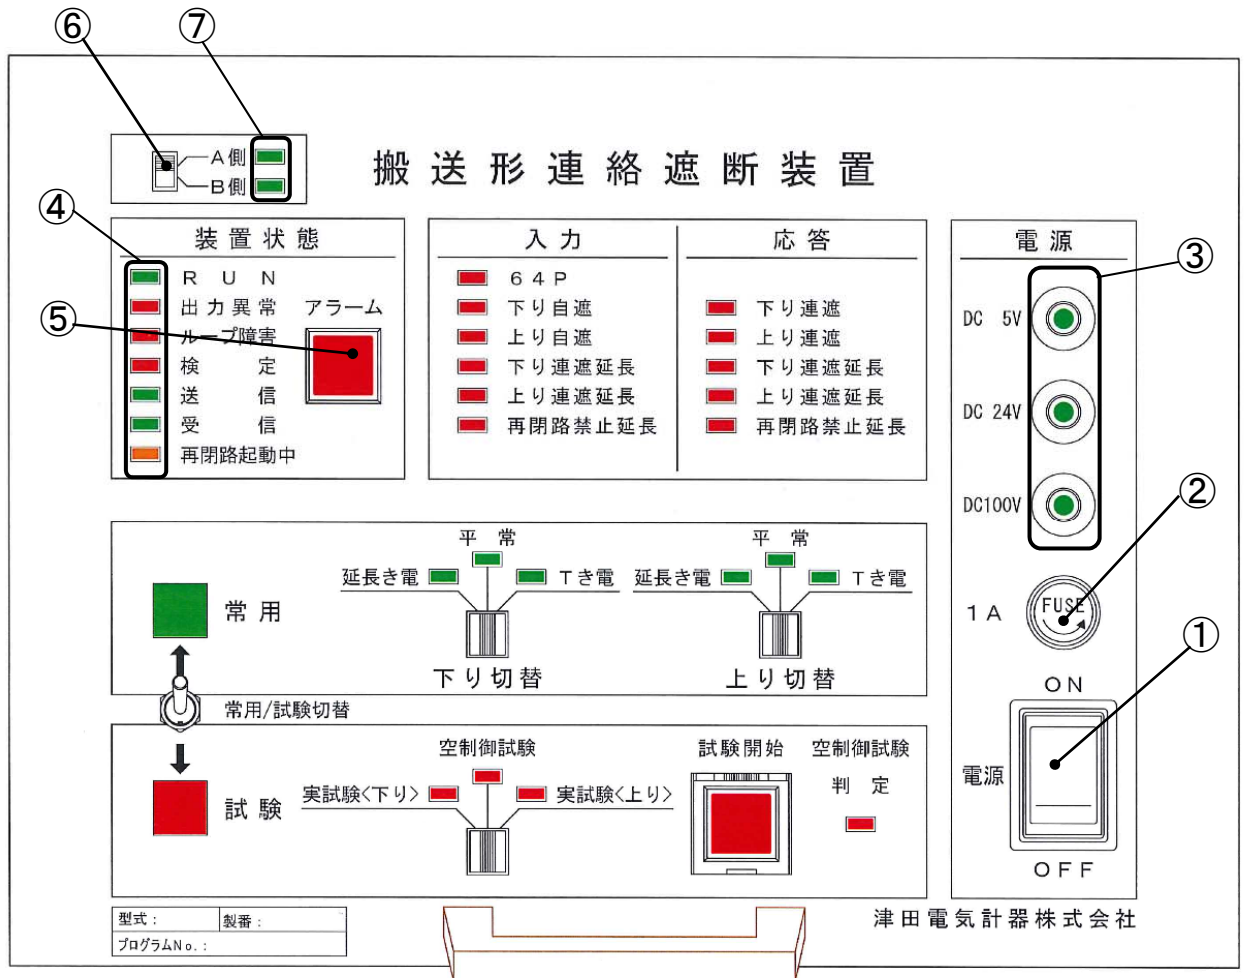 ⑥ ⑦
A側
B側
搬送形連絡遮断装置
④
装置状態
RUN
出力異常
ループ障害
検定
送信
受信
再閉路起動中
アラーム
⑤
入力
64P
下り自遮
上り自遮
下り連遮延長
上り連遮延長
再閉路禁止延長
応答
下り連遮
上り連遮
下り連遮延長
上り連遮延長
再閉路禁止延長
電源
③
DC 5V
DC 24V
DC100V
②
1A
FUSE
①
ON
電源
OFF
常用
平常
延長き電
Tき電
下り切替
平常
延長き電
Tき電
上り切替
常用/試験切替
試験
空制御試験
実試験<下り>
実試験<上り>
試験開始
空制御試験
判定
型式:
製番:
プログラムNo.:
津田電気計器株式会社